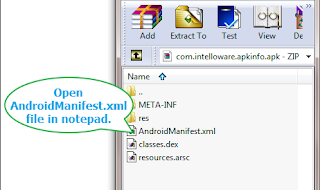 Add
Extract To
Test
View
De
com.intelloware.apkinfo.apk - ZIP
Name
..
META-INF
res
AndroidManifest.xml
classes.dex
resources.arsc
Open
AndroidManifest.xml
file in notepad.